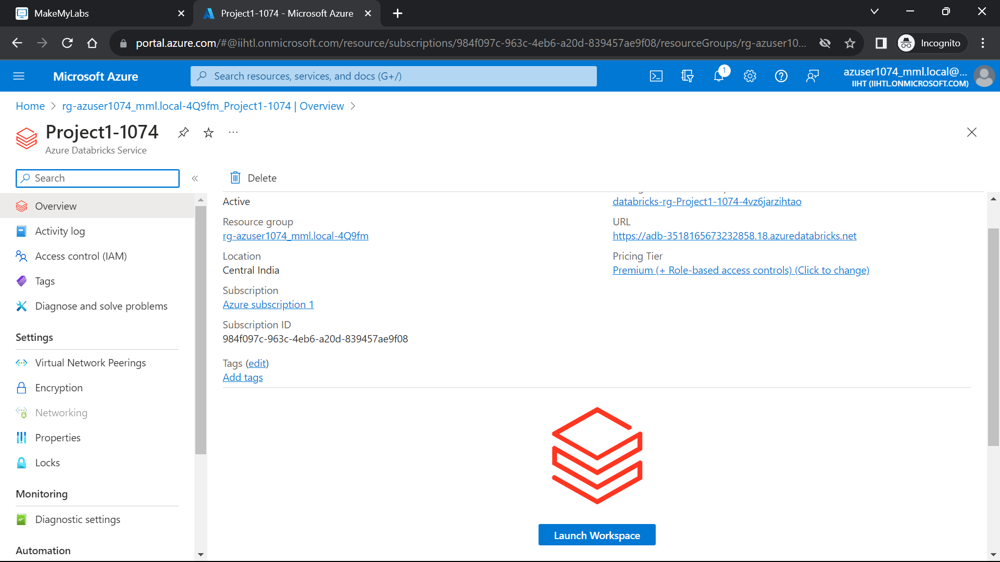 MakeMyLabs
Project1-1074 - Microsoft Azure
portal.azure.com/#@iihtl.onmicrosoft.com/resource/subscriptions/984f097c-963c-4eb6-a20d-839457ae9f08/resourceGroups/rg-azuser10...
Incognito
Microsoft Azure
Search resources, services, and docs (G+/)
1
azuser1074_mml.local@...
IIHT (IIHTL.ONMICROSOFT.COM)
Home > rg-azuser1074_mml.local-4Q9fm_Project1-1074 | Overview >
Project1-1074
Azure Databricks Service
Search
Delete
Overview
Activity log
Access control (IAM)
Tags
Diagnose and solve problems
Settings
Virtual Network Peerings
Encryption
Networking
Properties
Locks
Monitoring
Diagnostic settings
Automation
Active
Resource group
rg-azuser1074_mml.local-4Q9fm
Location
Central India
Subscription
Azure subscription 1
Subscription ID
984f097c-963c-4eb6-a20d-839457ae9f08
Tags (edit)
Add tags
databricks-rg-Project1-1074-4vz6jarzihtao
URL
https://adb-3518165673232858.18.azuredatabricks.net
Pricing Tier
Premium (+ Role-based access controls) (Click to change)
Launch Workspace